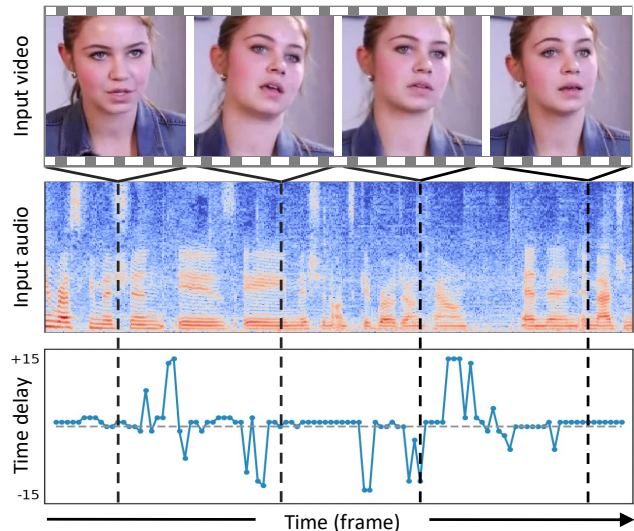 Input video
Input audio
+15
Time delay
-15
Time (frame)